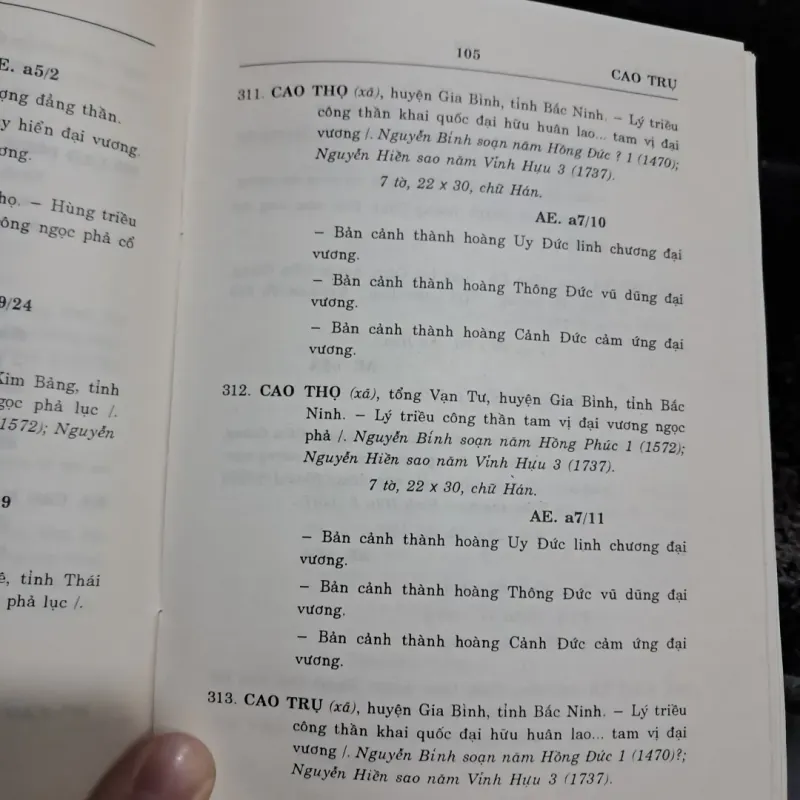 E. a5/2
ợng đẳng thần.
y hiển đại vương.
ơng.
họ. – Hùng triều
ông ngọc phả cổ
9/24
Kim Bảng, tỉnh
gọc phả lục /.
1572); Nguyễn
9
ê, tỉnh Thái
phả lục /.
105
CAO TRỤ
311. CAO THỌ (xã), huyện Gia Bình, tỉnh Bắc Ninh. – Lý triều
công thần khai quốc đại hữu huân lao... tam vị đại
vương /. Nguyễn Bính soạn năm Hồng Đức ? 1 (1470);
Nguyễn Hiền sao năm Vĩnh Hựu 3 (1737).
7 tờ, 22 x 30, chữ Hán.
AE. a7/10
– Bản cảnh thành hoàng Uy Đức linh chương đại
vương.
– Bản cảnh thành hoàng Thông Đức vũ dũng đại
vương.
– Bản cảnh thành hoàng Cảnh Đức cảm ứng đại
vương.
312. CAO THỌ (xã), tổng Vạn Tư, huyện Gia Bình, tỉnh Bắc
Ninh. – Lý triều công thần tam vị đại vương ngọc
phả /. Nguyễn Bính soạn năm Hồng Phúc 1 (1572);
Nguyễn Hiền sao năm Vĩnh Hựu 3 (1737).
7 tờ, 22 x 30, chữ Hán.
AE. a7/11
– Bản cảnh thành hoàng Uy Đức linh chương đại
vương.
– Bản cảnh thành hoàng Thông Đức vũ dũng đại
vương.
– Bản cảnh thành hoàng Cảnh Đức cảm ứng đại
vương.
313. CAO TRỤ (xã), huyện Gia Bình, tỉnh Bắc Ninh. – Lý triều
công thần khai quốc đại hữu huân lao... tam vị đại
vương /. Nguyễn Bính soạn năm Hồng Đức 1 (1470)?;
Nguyễn Hiền sao năm Vĩnh Hựu 3 (1737).